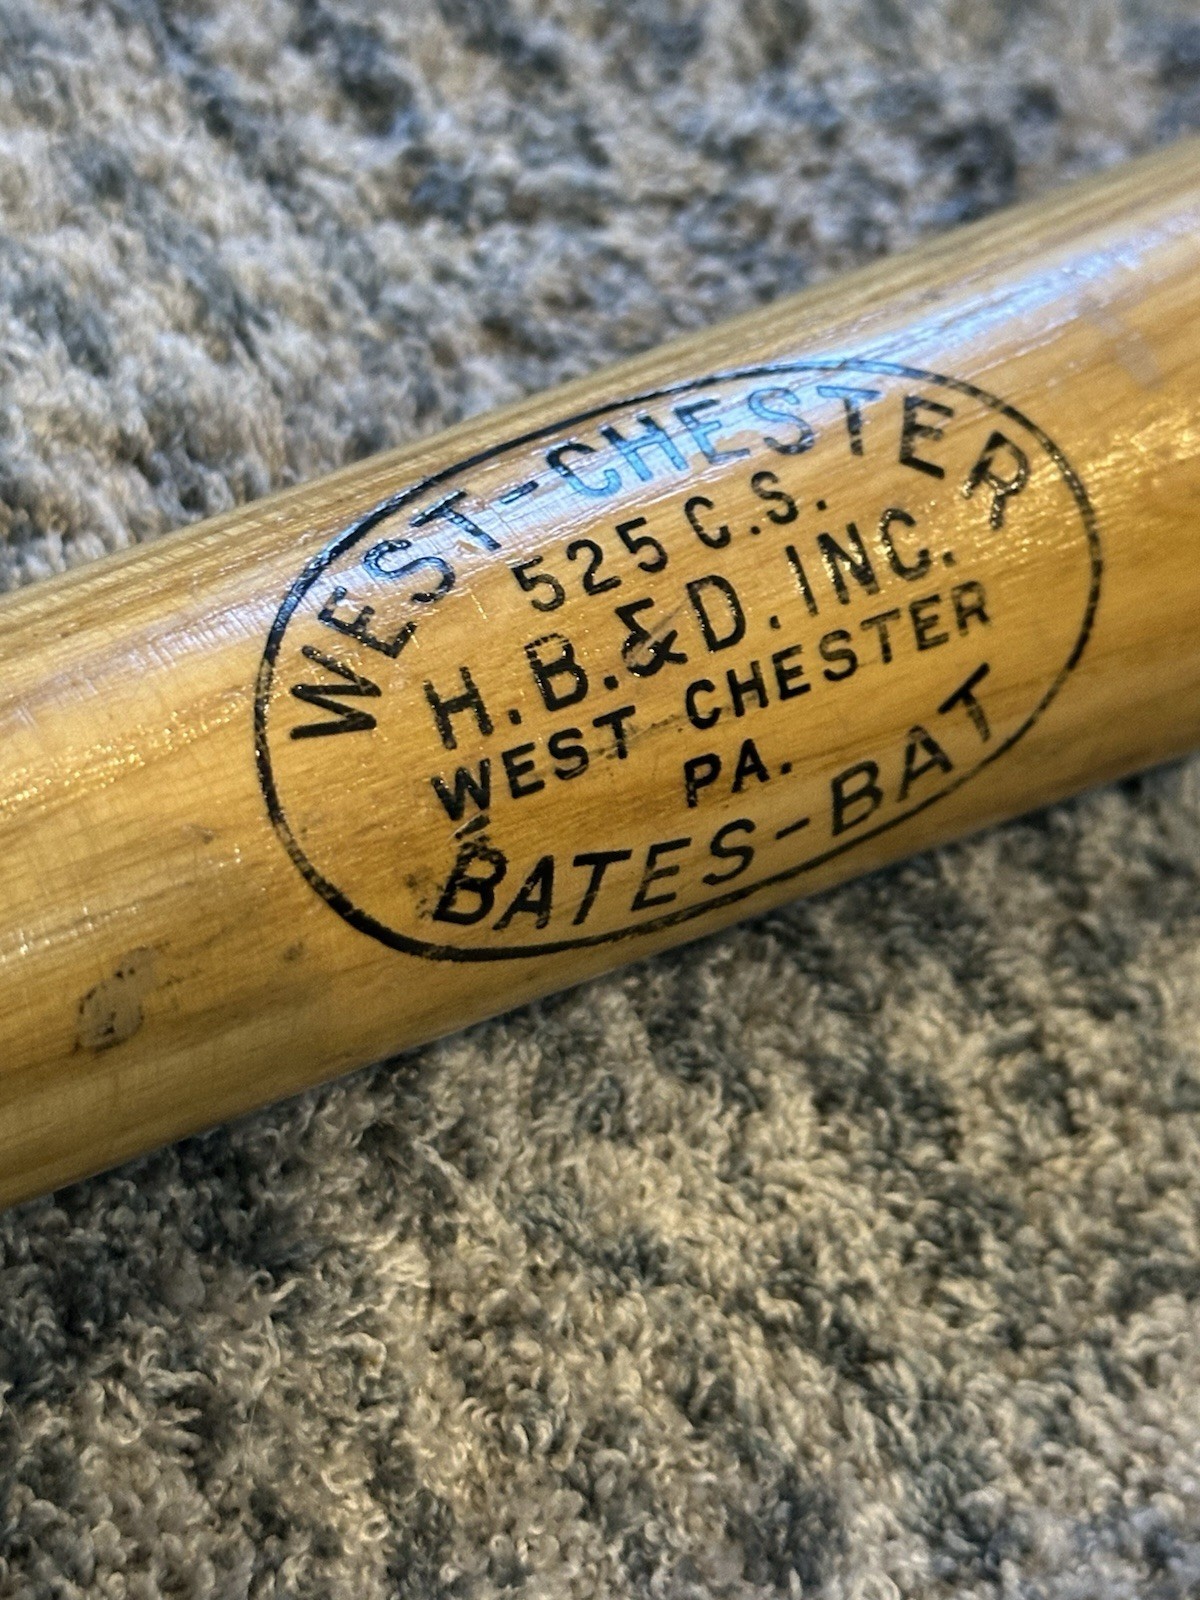 WEST-CHESTER
525 C.S.
H.B.&D. INC.
WEST CHESTER
PA.
BATES-BAT